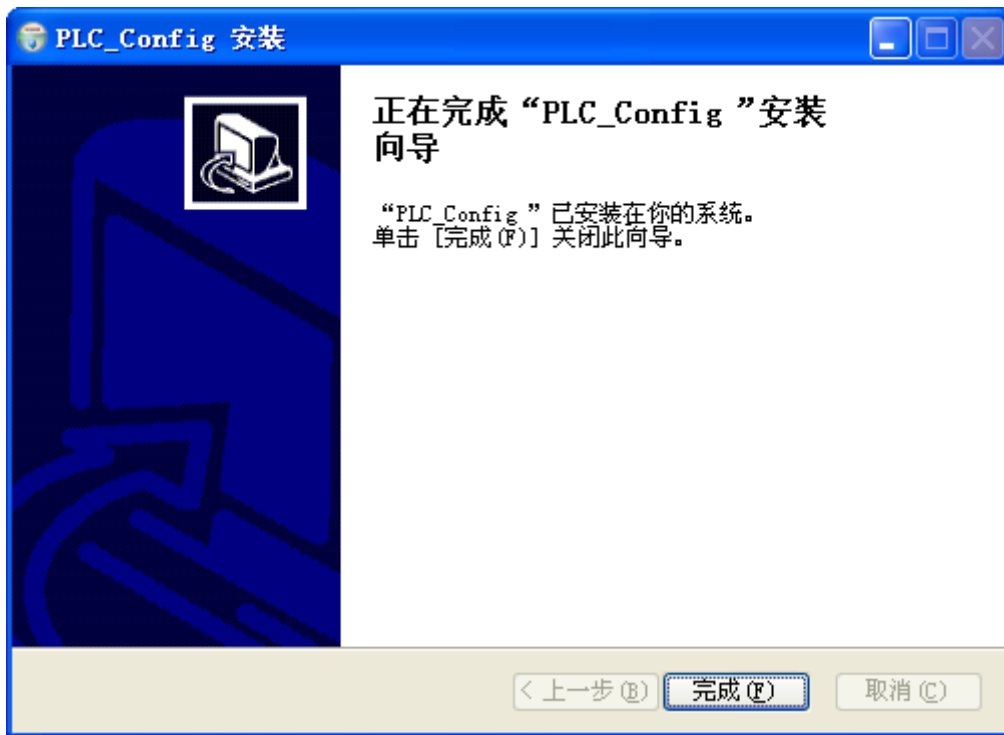 PLC_Config 安装
正在完成“PLC_Config ”安装
向导
“PLC_Config ”已安装在你的系统。
单击 [完成(F)] 关闭此向导。
< 上一步(B)
完成(F)
取消(C)